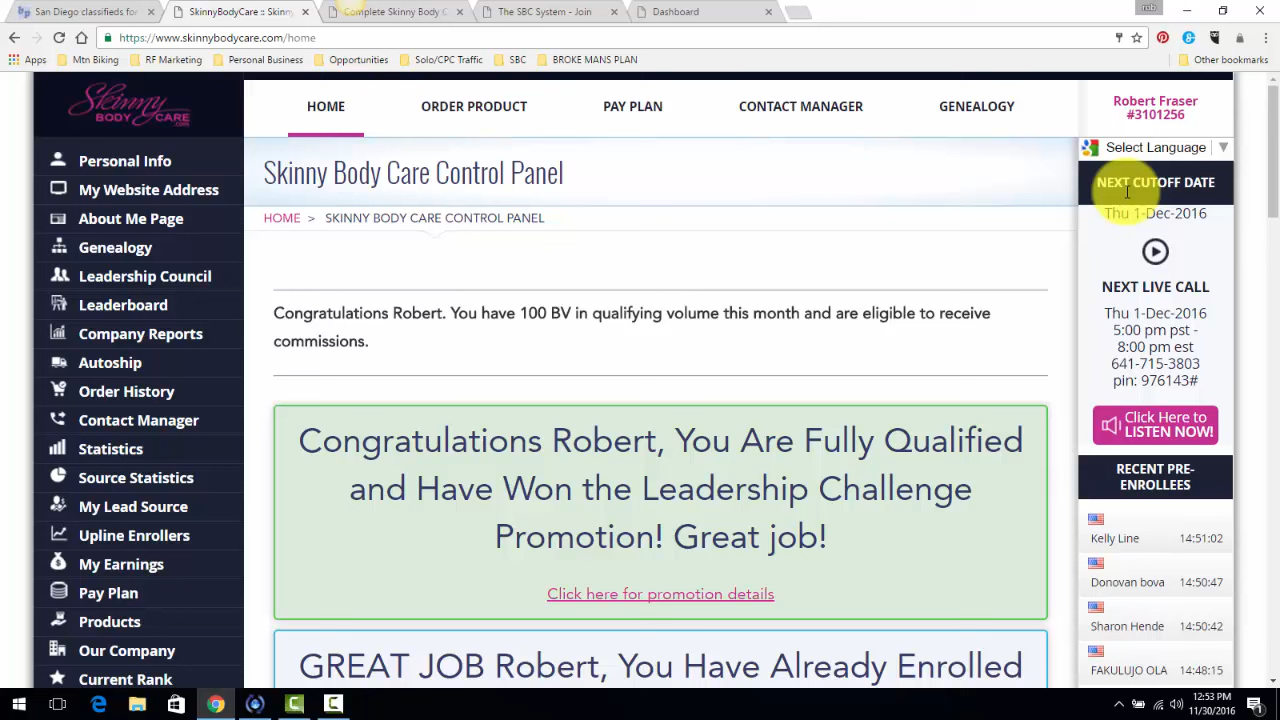 San Diego classifieds for
SkinnyBodyCare :: Skinny
Complete Skinny Body C
The SBC System - Join
Dashboard
rob
https://www.skinnybodycare.com/home
Apps
Mtn Biking
RF Marketing
Personal Business
Opportunities
Solo/CPC Traffic
SBC
BROKE MANS PLAN
Other bookmarks
Skinny
BODY CARE.com
HOME
ORDER PRODUCT
PAY PLAN
CONTACT MANAGER
GENEALOGY
Robert Fraser
#3101256
Personal Info
My Website Address
About Me Page
Genealogy
Leadership Council
Leaderboard
Company Reports
Autoship
Order History
Contact Manager
Statistics
Source Statistics
My Lead Source
Upline Enrollers
My Earnings
Pay Plan
Products
Our Company
Current Rank
Skinny Body Care Control Panel
HOME > SKINNY BODY CARE CONTROL PANEL
Congratulations Robert. You have 100 BV in qualifying volume this month and are eligible to receive
commissions.
Congratulations Robert, You Are Fully Qualified
and Have Won the Leadership Challenge
Promotion! Great job!
Click here for promotion details
GREAT JOB Robert, You Have Already Enrolled
Select Language
NEXT CUTOFF DATE
Thu 1-Dec-2016
NEXT LIVE CALL
Thu 1-Dec-2016
5:00 pm pst -
8:00 pm est
641-715-3803
pin: 976143#
Click Here to
LISTEN NOW!
RECENT PRE-
ENROLLEES
Kelly Line 14:51:02
Donovan bova 14:50:47
Sharon Hende 14:50:42
FAKULUJO OLA 14:48:15
12:53 PM
11/30/2016